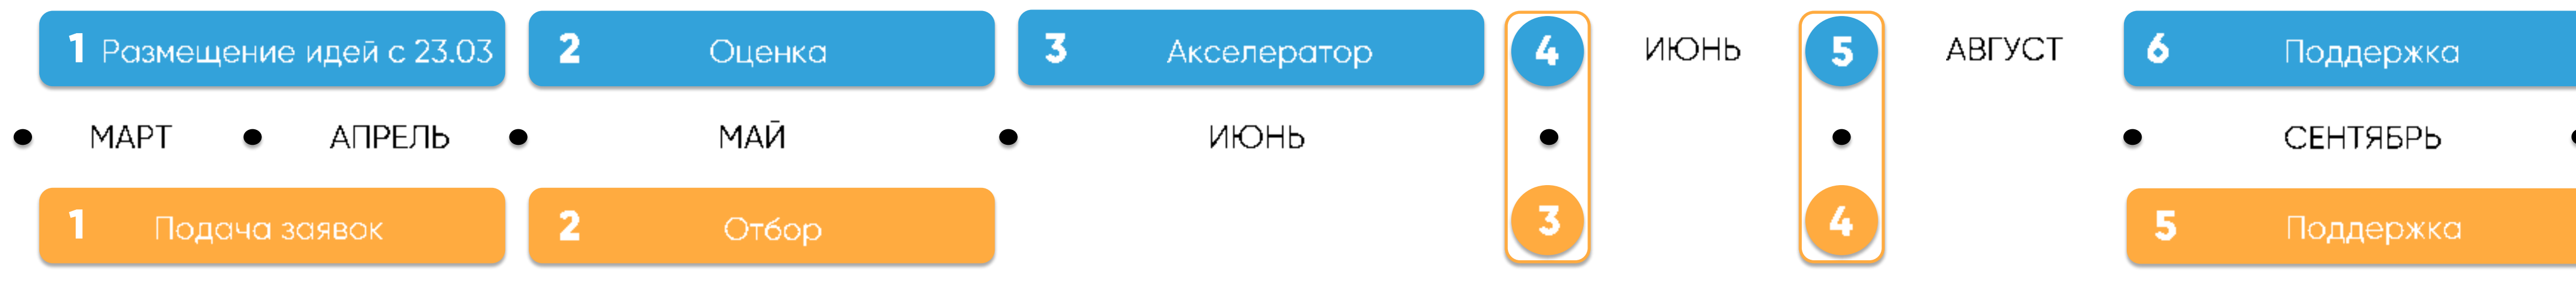 1 Размещение идей с 23.03
2 Оценка
3 Акселератор
4
ИЮНЬ
5
АВГУСТ
6 Поддержка
МАРТ
АПРЕЛЬ
МАЙ
ИЮНЬ
СЕНТЯБРЬ
1 Подача заявок
2 Отбор
3
4
5 Поддержка